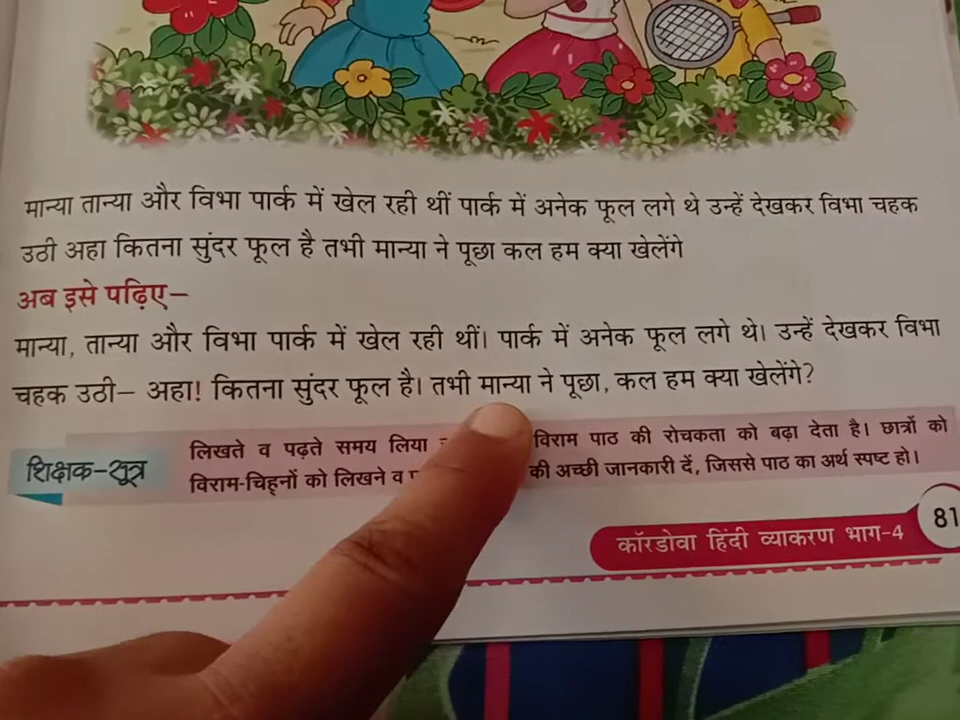 मान्या तान्या और विभा पार्क में खेल रही थीं पार्क में अनेक फूल लगे थे उन्हें देखकर विभा चहक
उठी अहा कितना सुंदर फूल है तभी मान्या ने पूछा कल हम क्या खेलेंगे
अब इसे पढ़िए–
मान्या, तान्या और विभा पार्क में खेल रही थीं। पार्क में अनेक फूल लगे थे। उन्हें देखकर विभा
चहक उठी– अहा! कितना सुंदर फूल है। तभी मान्या ने पूछा, कल हम क्या खेलेंगे?
शिक्षक-सूत्र
लिखते व पढ़ते समय लिया विराम पाठ की रोचकता को बढ़ा देता है। छात्रों को
विराम-चिह्नों को लिखने व की अच्छी जानकारी दें, जिससे पाठ का अर्थ स्पष्ट हो।
कॉरडोवा हिंदी व्याकरण भाग-4
81